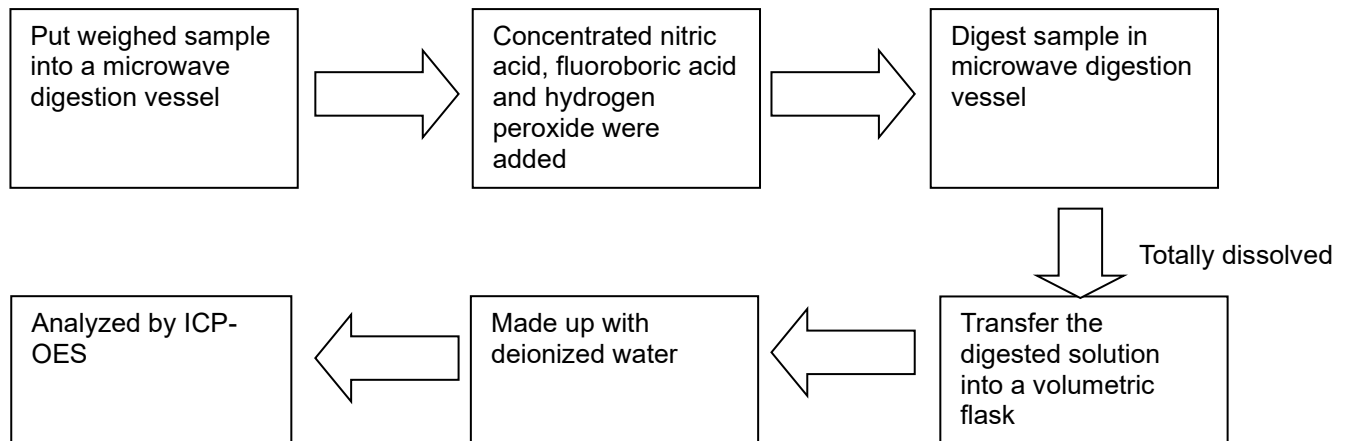 Put weighed sample
into a microwave
digestion vessel
Concentrated nitric
acid, fluoroboric acid
and hydrogen
peroxide were
added
Digest sample in
microwave digestion
vessel
Totally dissolved
Transfer the
digested solution
into a volumetric
flask
Made up with
deionized water
Analyzed by ICP-
OES